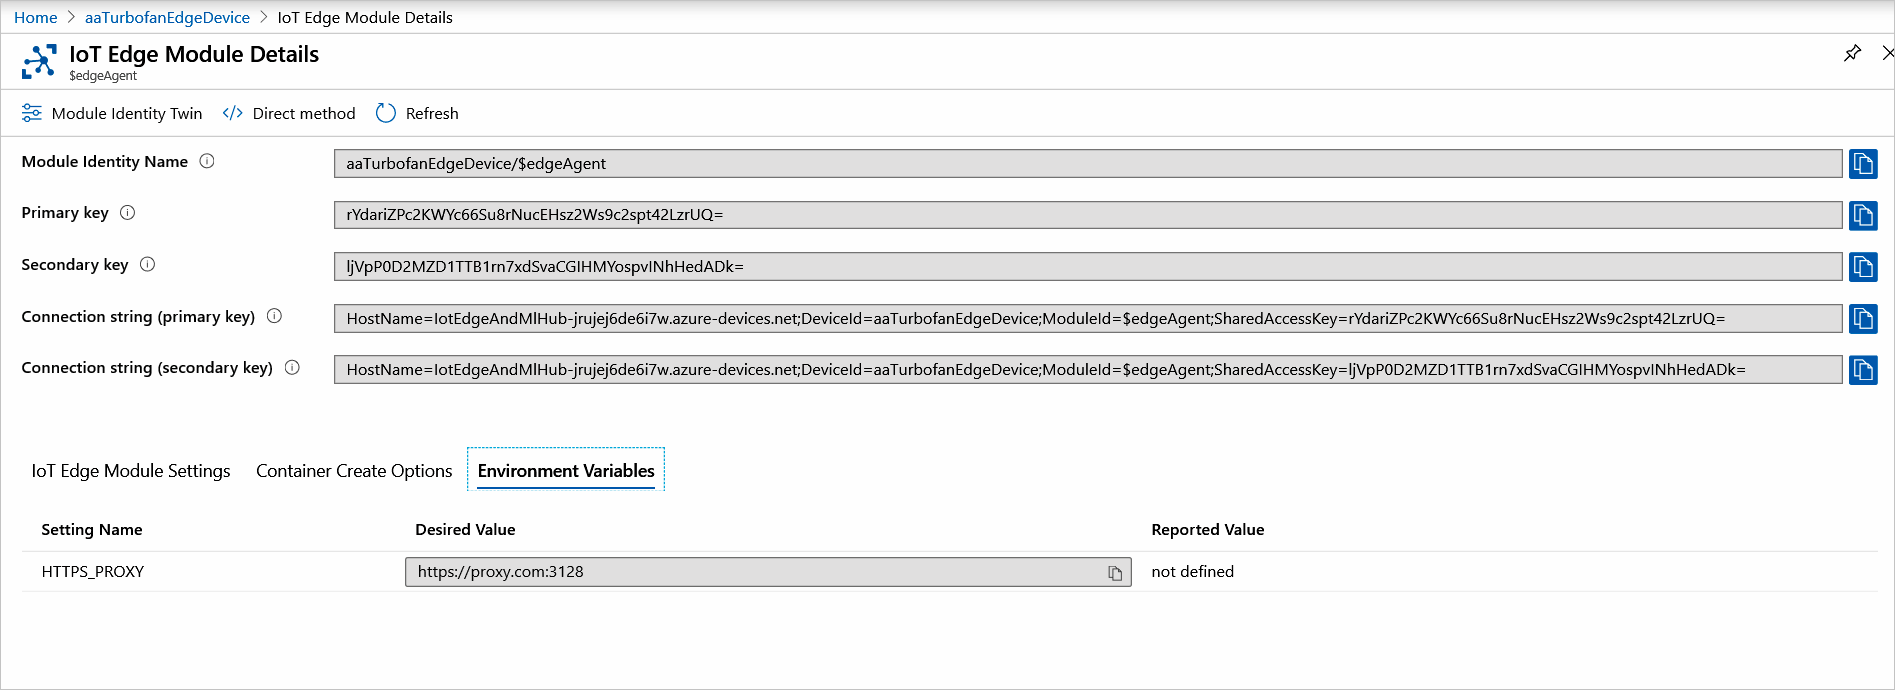 Home > aaTurbofanEdgeDevice > IoT Edge Module Details
IoT Edge Module Details
$edgeAgent
Module Identity Twin </> Direct method Refresh
Module Identity Name aaTurbofanEdgeDevice/$edgeAgent
Primary key rYdariZPc2KWYc66Su8rNucEHsz2Ws9c2spt42LzrUQ=
Secondary key ljVpP0D2MZD1TTB1rn7xdSvaCGIHMYospvINhHedADk=
Connection string (primary key) HostName=IotEdgeAndMlHub-jrujej6de6i7w.azure-devices.net;DeviceId=aaTurbofanEdgeDevice;ModuleId=$edgeAgent;SharedAccessKey=rYdariZPc2KWYc66Su8rNucEHsz2Ws9c2spt42LzrUQ=
Connection string (secondary key) HostName=IotEdgeAndMlHub-jrujej6de6i7w.azure-devices.net;DeviceId=aaTurbofanEdgeDevice;ModuleId=$edgeAgent;SharedAccessKey=ljVpP0D2MZD1TTB1rn7xdSvaCGIHMYospvINhHedADk=
IoT Edge Module Settings Container Create Options Environment Variables
Setting Name Desired Value Reported Value
HTTPS_PROXY https://proxy.com:3128 not defined